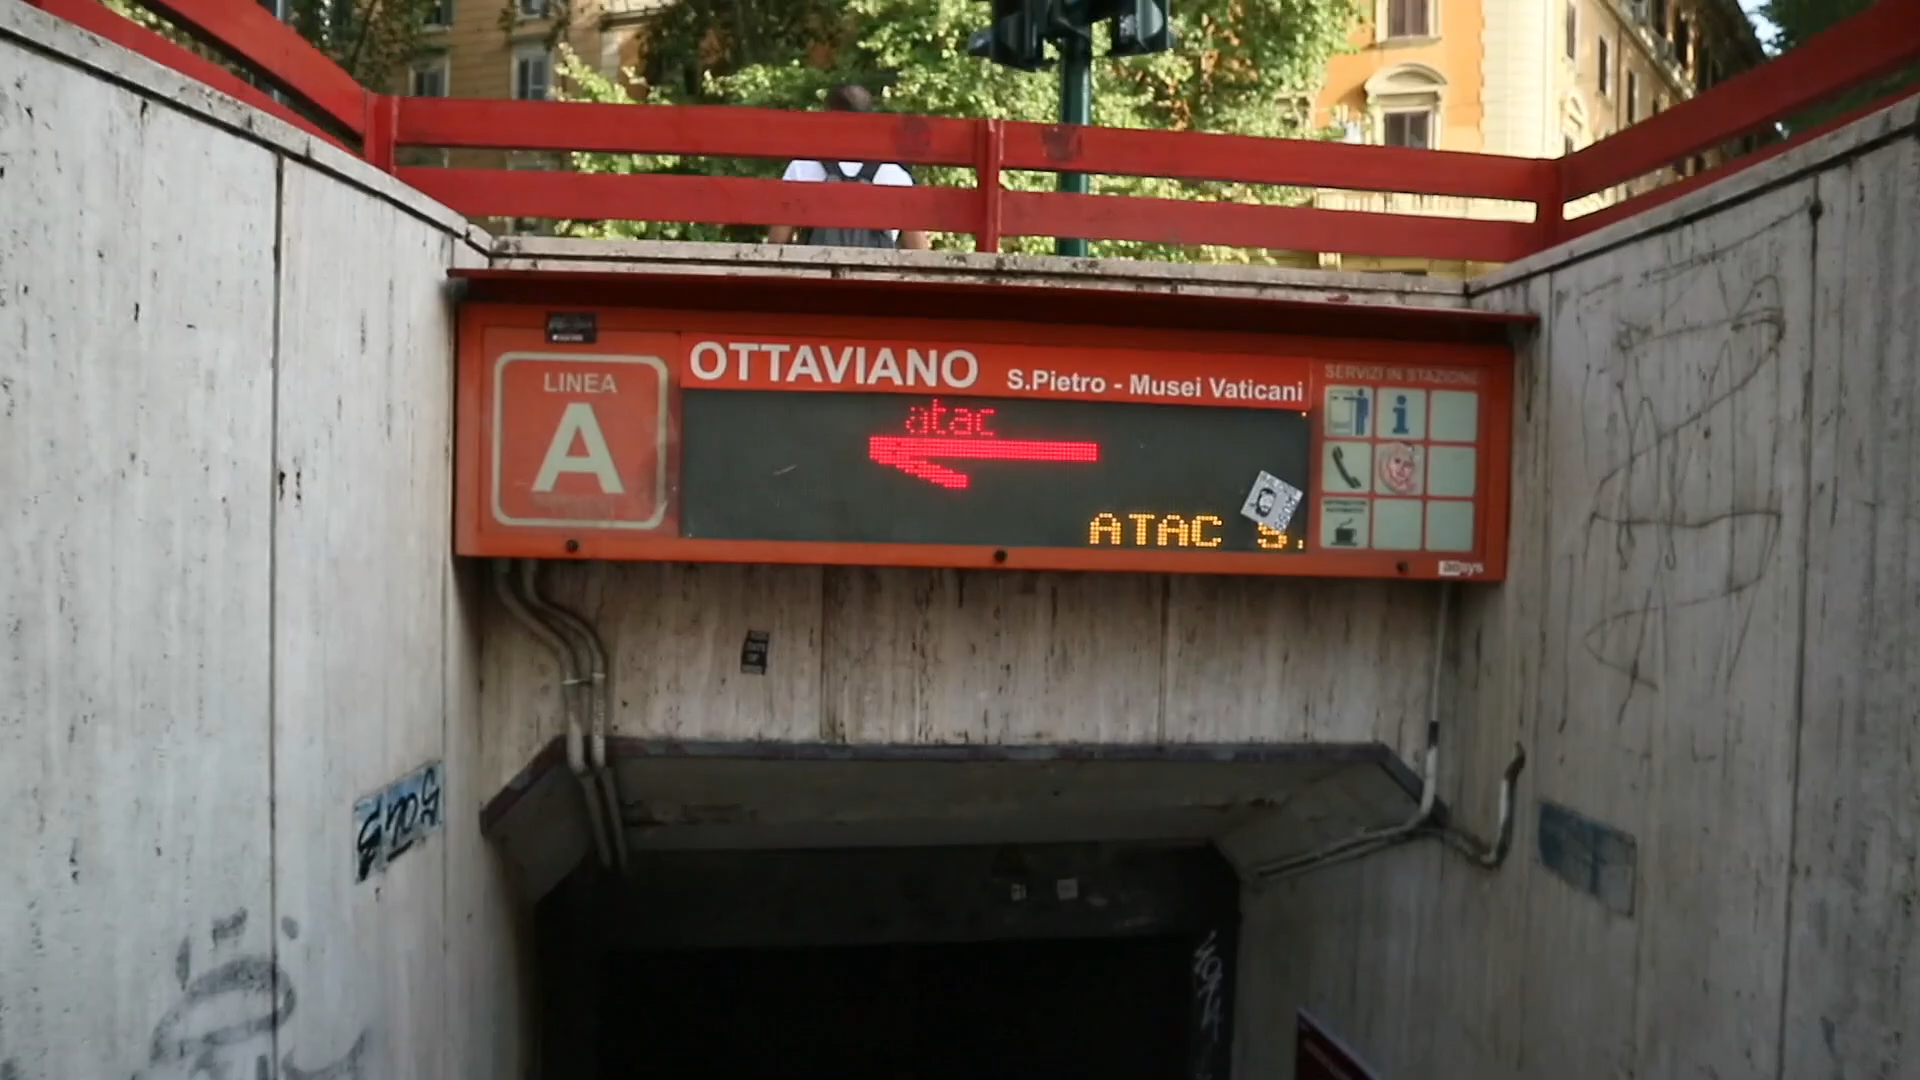 LINEA
A
OTTAVIANO
S.Pietro - Musei Vaticani
atac
ATAC S.
SERVIZI IN STAZIONE